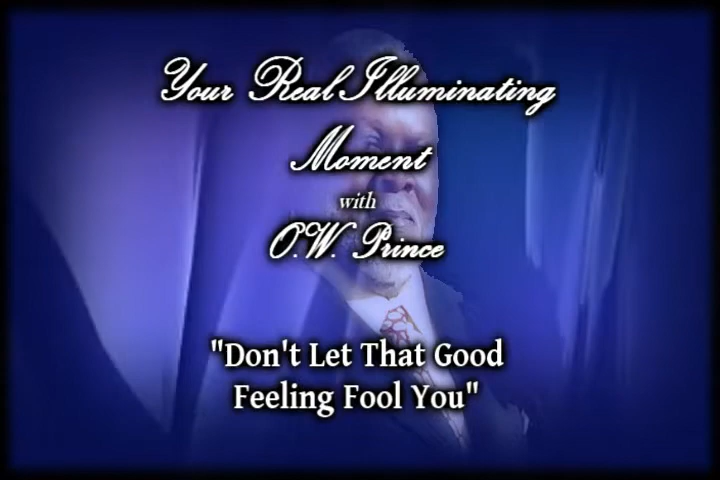 Your Real Illuminating
Moment
with
O.W. Prince
"Don't Let That Good
Feeling Fool You"